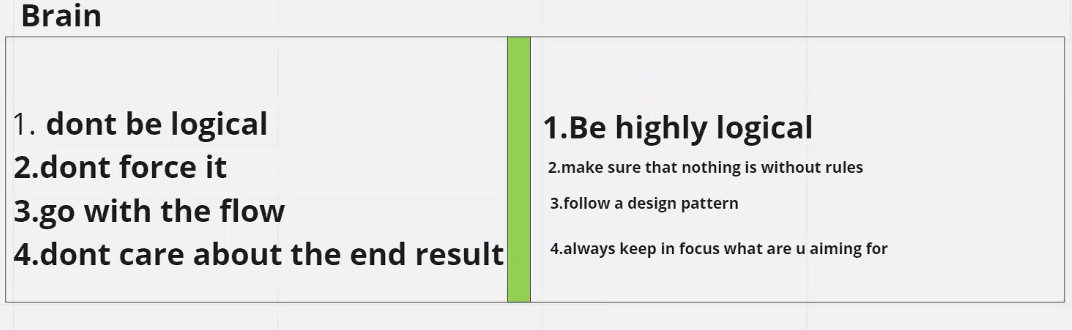 Brain
1. dont be logical
2.dont force it
3.go with the flow
4.dont care about the end result
1.Be highly logical
2.make sure that nothing is without rules
3.follow a design pattern
4.always keep in focus what are u aiming for